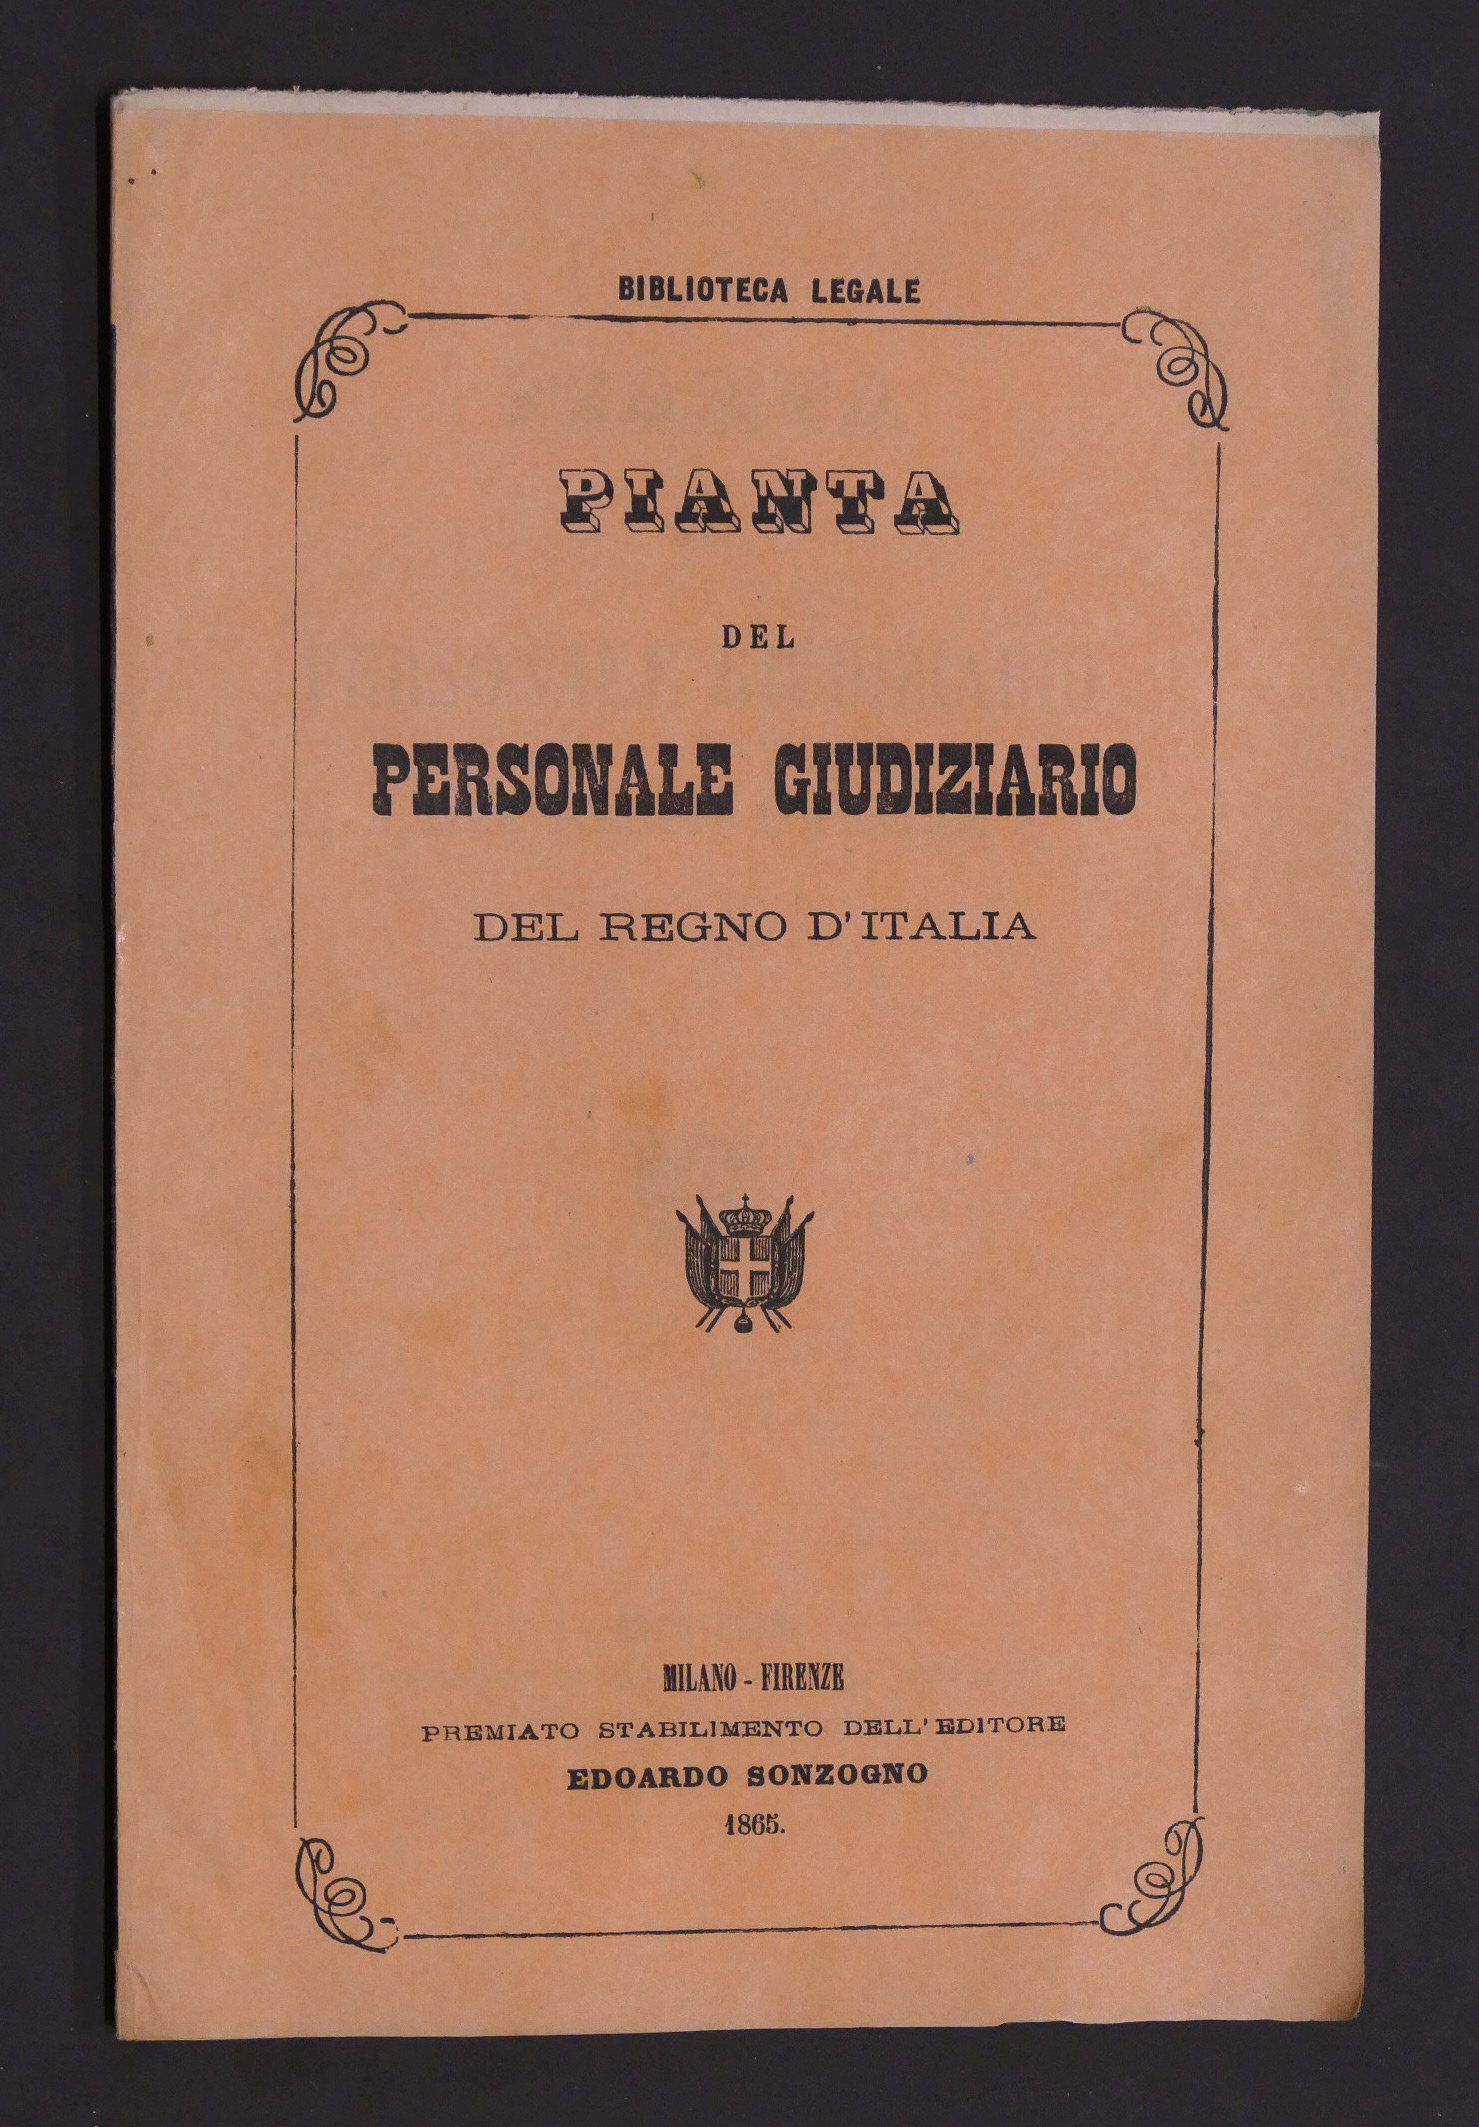 BIBLIOTECA LEGALE
PIANTA
DEL
PERSONALE GIUDIZIARIO
DEL REGNO D'ITALIA
MILANO - FIRENZE
PREMIATO STABILIMENTO DELL'EDITORE
EDOARDO SONZOGNO
1865.